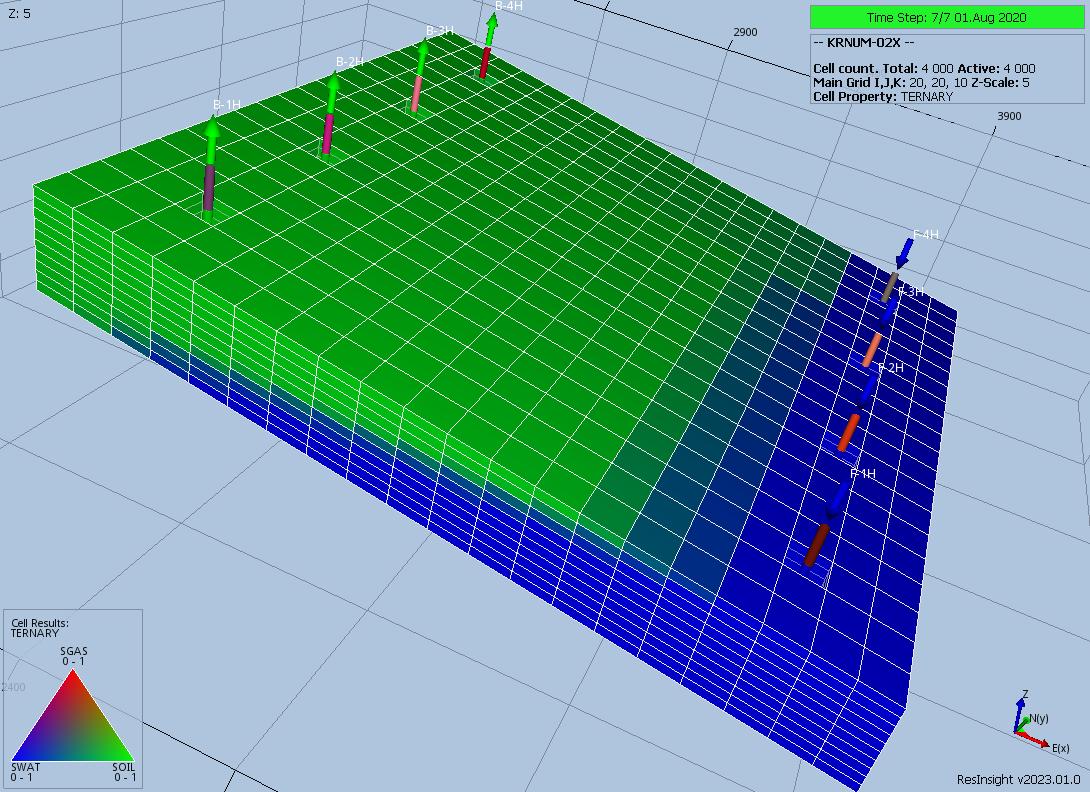 Z: 5
B-4H
B-3H
B-2H
B-1H
2900
3900
Time Step: 7/7 01.Aug 2020
-- KRNUM-02X --
Cell count. Total: 4 000 Active: 4 000
Main Grid I,J,K: 20, 20, 10 Z-Scale: 5
Cell Property: TERNARY
F-4H
F-3H
F-2H
F-1H
Cell Results:
TERNARY
SGAS
0 - 1
SWAT
0 - 1
SOIL
0 - 1
2400
Z
N(y)
E(x)
ResInsight v2023.01.0